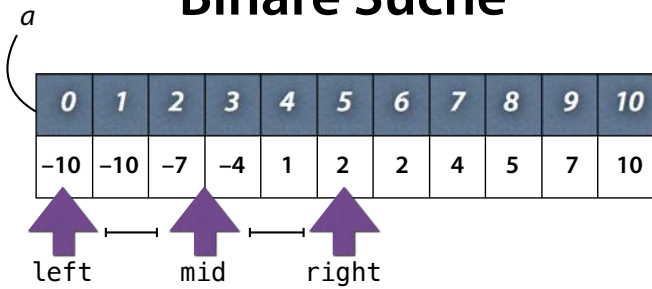 Binäre Suche
a
0 1 2 3 4 5 6 7 8 9 10
–10 –10 –7 –4 1 2 2 4 5 7 10
left mid right